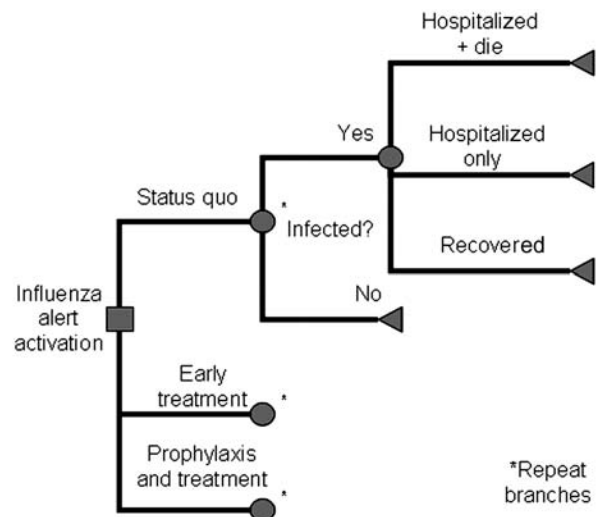 Hospitalized
+ die
Yes
Hospitalized
only
Status quo
*
Infected?
Recovered
No
Influenza
alert
activation
Early
treatment
*
Prophylaxis
and treatment
*
*Repeat
branches